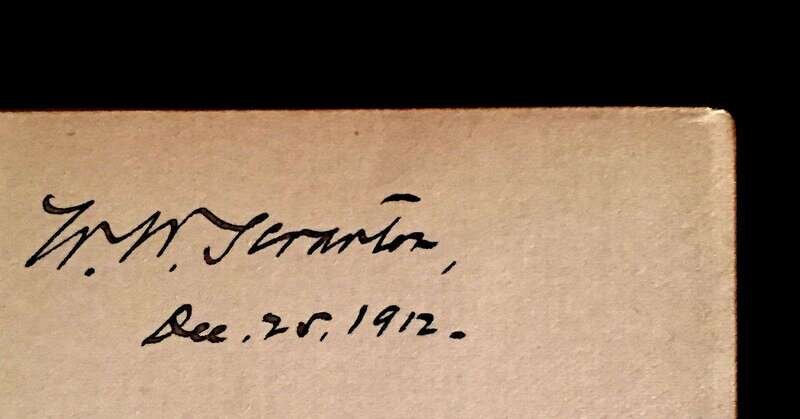 W. W. Scranton,
Dec. 25, 1912.